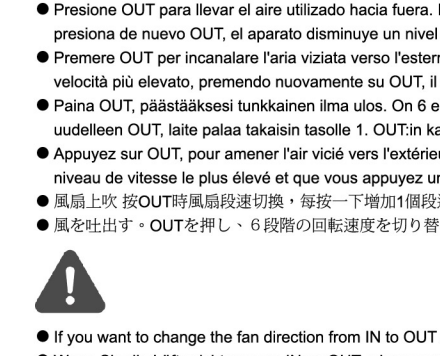 ● Presione OUT para llevar el aire utilizado hacia fuera.
presiona de nuevo OUT, el aparato disminuye un nivel
● Premere OUT per incanalare l'aria viziata verso l'estern
velocità più elevato, premendo nuovamente su OUT, il
● Paina OUT, päästääksesi tunkkainen ilma ulos. On 6 e
uudelleen OUT, laite palaa takaisin tasolle 1. OUT:in ka
● Appuyez sur OUT, pour amener l'air vicié vers l'extérieu
niveau de vitesse le plus élevé et que vous appuyez un
● 風扇上吹 按OUT時風扇段速切換，每按一下增加1個段
● 風を吐出す。OUTを押し、６段階の回転速度を切り替
● If you want to change the fan direction from IN to OUT